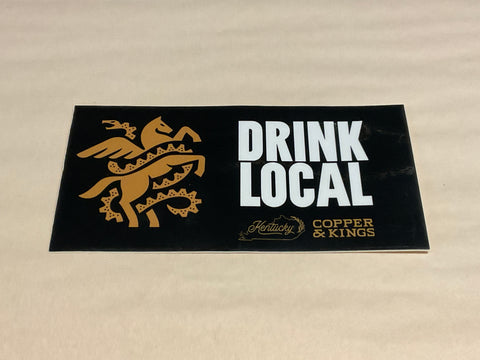 DRINK
LOCAL
Kentucky
COPPER
& KINGS